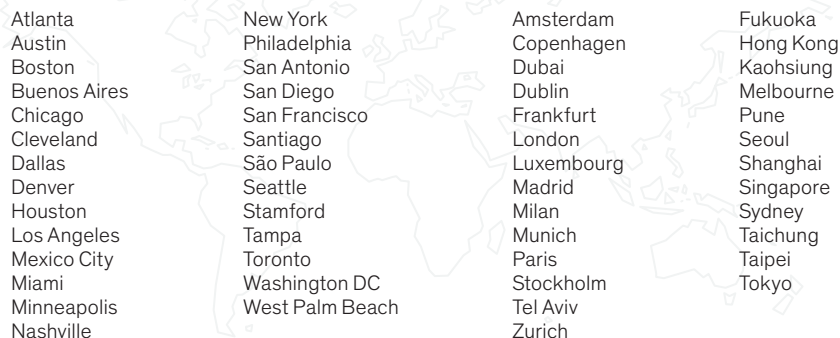 Atlanta
Austin
Boston
Buenos Aires
Chicago
Cleveland
Dallas
Denver
Houston
Los Angeles
Mexico City
Miami
Minneapolis
Nashville
New York
Philadelphia
San Antonio
San Diego
San Francisco
Santiago
São Paulo
Seattle
Stamford
Tampa
Toronto
Washington DC
West Palm Beach
Amsterdam
Copenhagen
Dubai
Dublin
Frankfurt
London
Luxembourg
Madrid
Milan
Munich
Paris
Stockholm
Tel Aviv
Zurich
Fukuoka
Hong Kong
Kaohsiung
Melbourne
Pune
Seoul
Shanghai
Singapore
Sydney
Taichung
Taipei
Tokyo